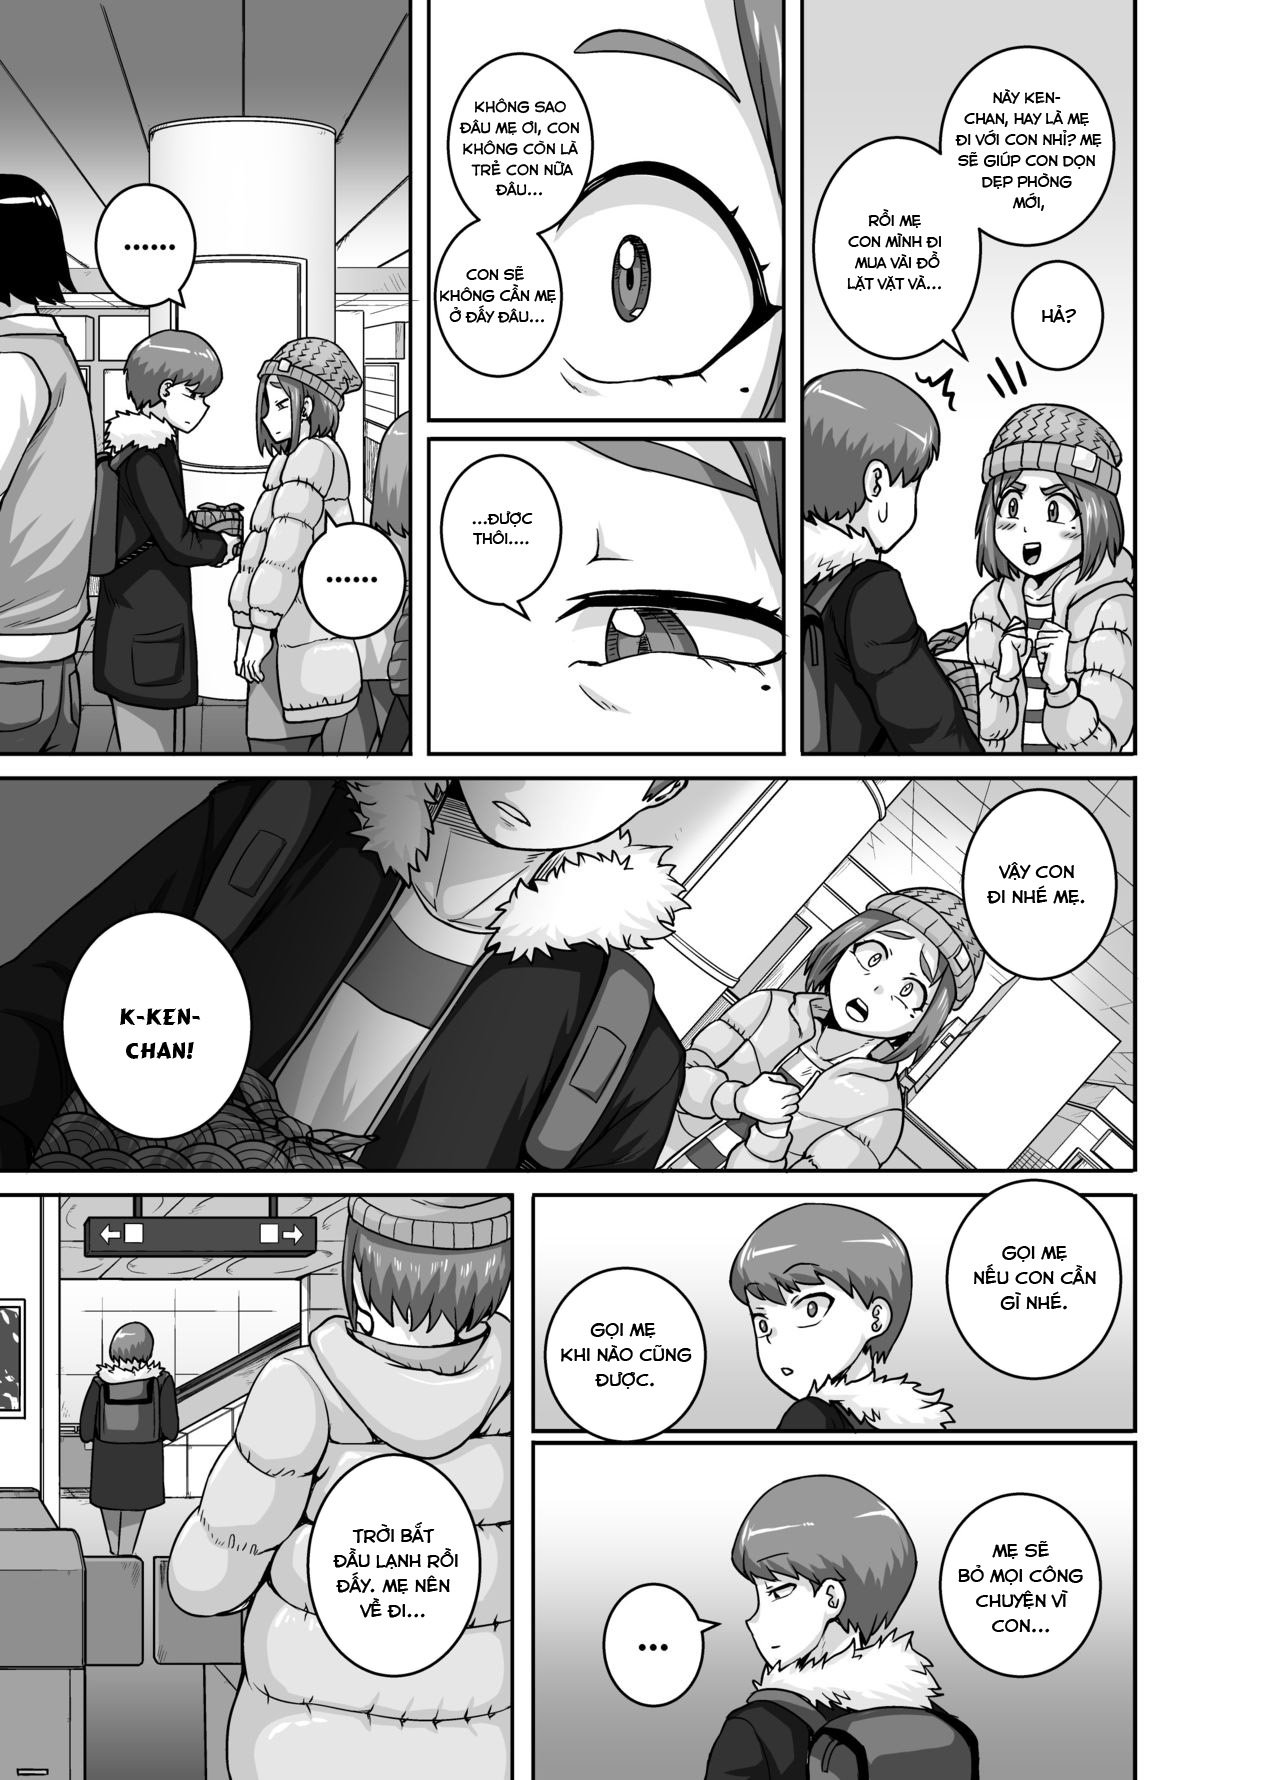 NÀY KEN-
CHAN, HAY LÀ MẸ
ĐI VỚI CON NHỈ? MẸ
SẼ GIÚP CON DỌN
DẸP PHÒNG
MỚI,
RỒI MẸ
CON MÌNH ĐI
MUA VÀI ĐỒ
LẶT VẶT VÀ...
HẢ?
KHÔNG SAO
ĐÂU MẸ ƠI, CON
KHÔNG CÒN LÀ
TRẺ CON NỮA
ĐÂU...
CON SẼ
KHÔNG CẦN MẸ
Ở ĐẤY ĐÂU...
...ĐƯỢC
THÔI....
......
......
VẬY CON
ĐI NHÉ MẸ.
K-KEN-
CHAN!
GỌI MẸ
NẾU CON CẦN
GÌ NHÉ.
GỌI MẸ
KHI NÀO CŨNG
ĐƯỢC.
MẸ SẼ
BỎ MỌI CÔNG
CHUYỆN VÌ
CON...
...
TRỜI BẮT
ĐẦU LẠNH RỒI
ĐẤY. MẸ NÊN
VỀ ĐI...